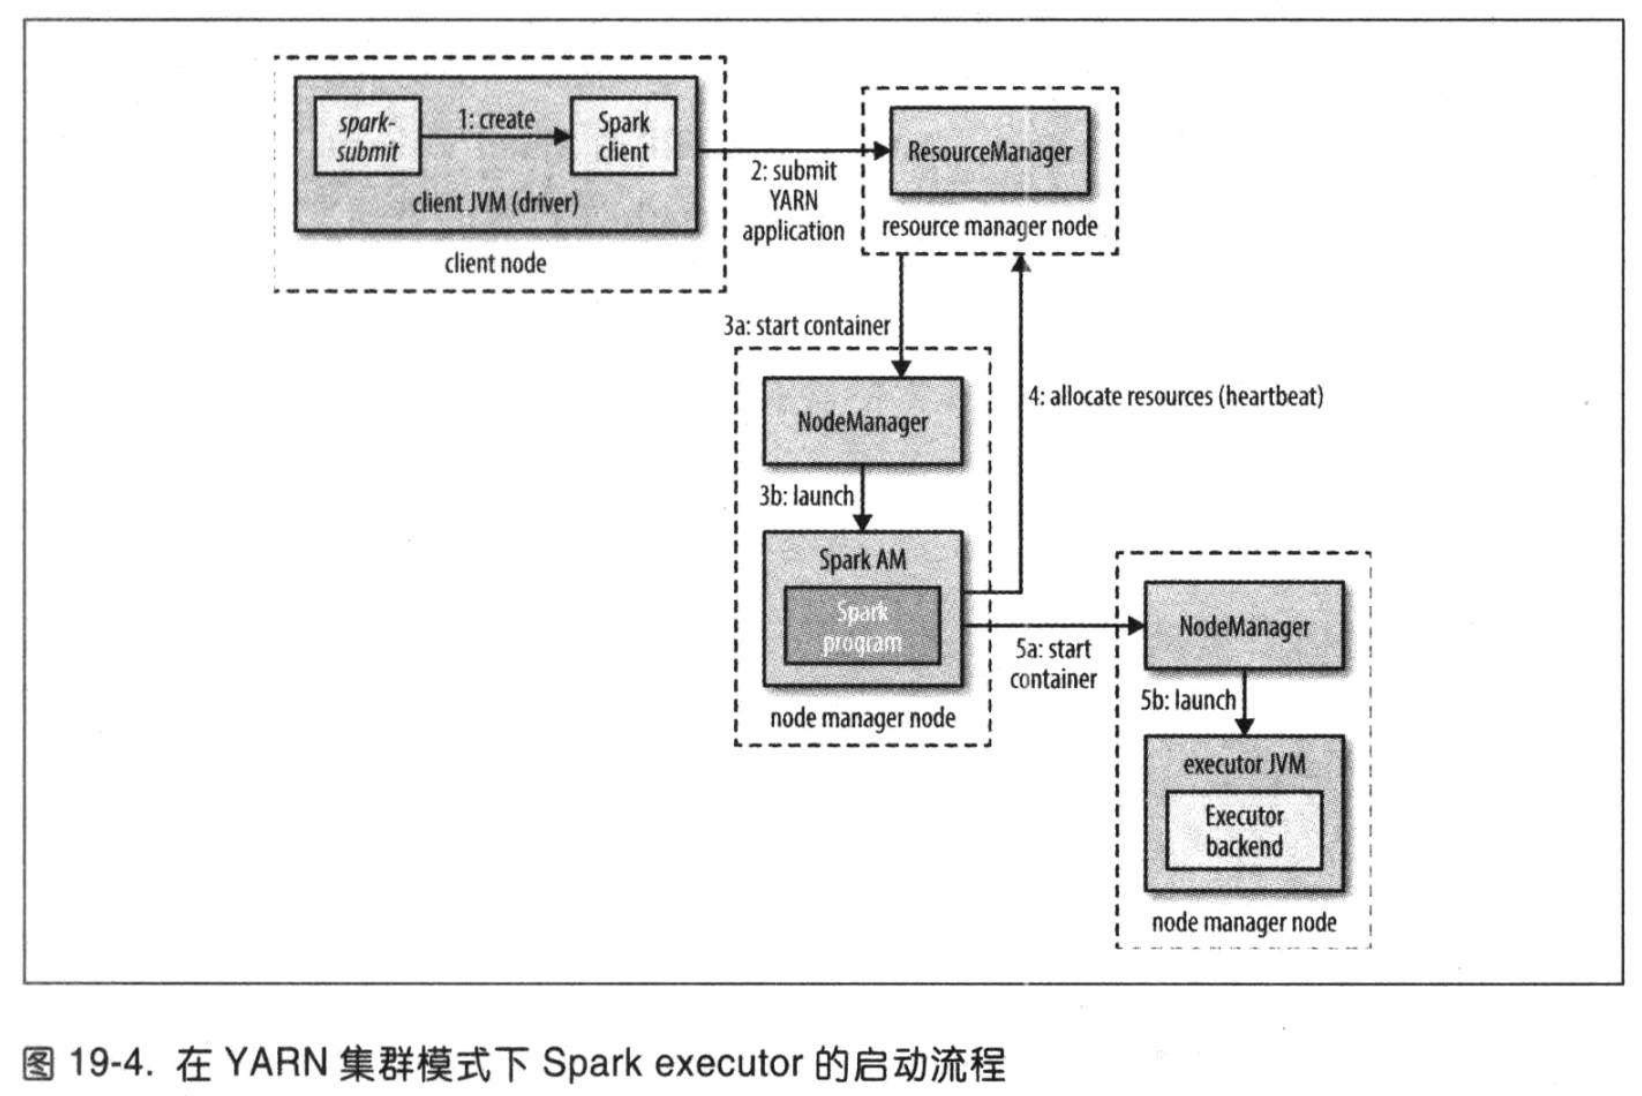 spark-
submit
1: create
Spark
client
client JVM (driver)
client node
2: submit
YARN
application
ResourceManager
resource manager node
3a: start container
NodeManager
3b: launch
Spark AM
Spark
program
node manager node
4: allocate resources (heartbeat)
5a: start
container
NodeManager
5b: launch
executor JVM
Executor
backend
node manager node
图 19-4. 在 YARN 集群模式下 Spark executor 的启动流程